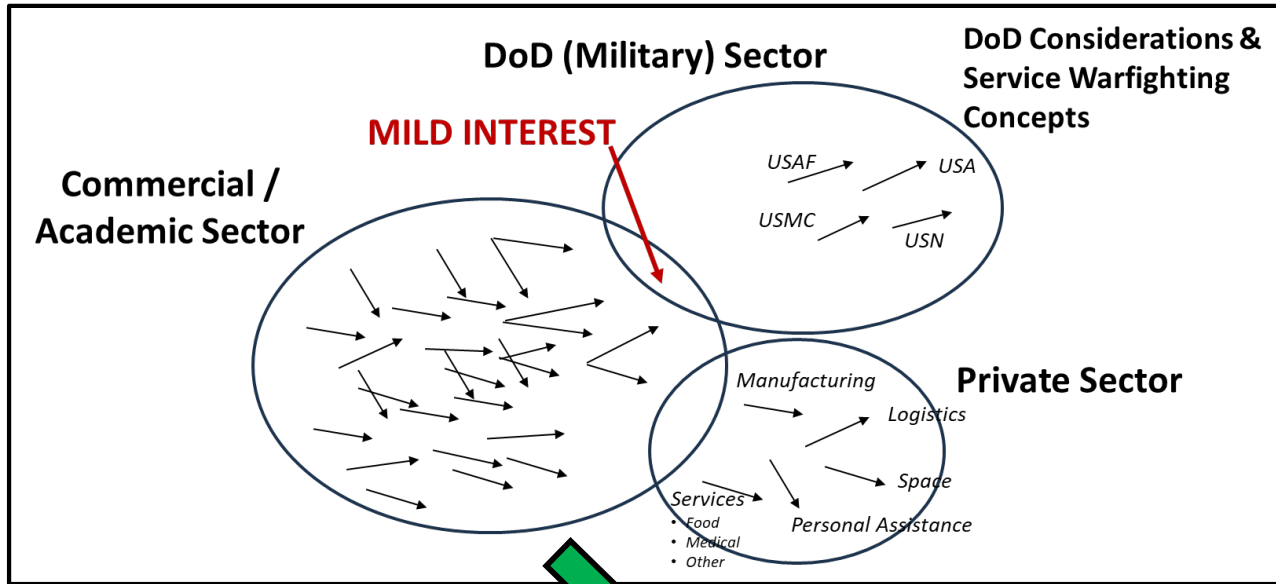 DoD (Military) Sector
DoD Considerations &
Service Warfighting
Concepts
MILD INTEREST
Commercial /
Academic Sector
USAF
USA
USMC
USN
Private Sector
Manufacturing
Logistics
Space
Services
• Food
• Medical
• Other
Personal Assistance